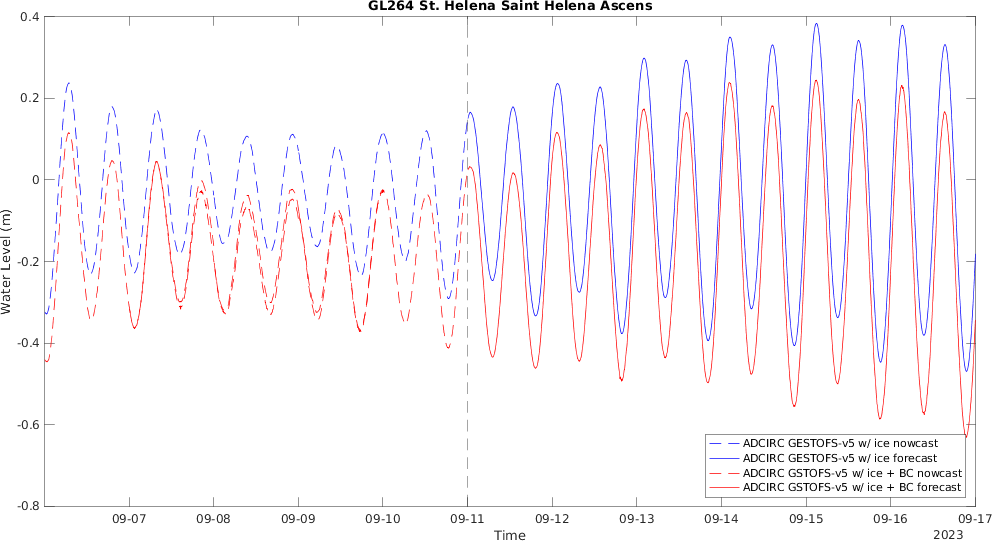 GL264 St. Helena Saint Helena Ascens
0.4
0.2
0
-0.2
-0.4
-0.6
-0.8
Water Level (m)
ADCIRC GESTOFS-v5 w/ ice nowcast
ADCIRC GESTOFS-v5 w/ ice forecast
ADCIRC GSTOFS-v5 w/ ice + BC nowcast
ADCIRC GSTOFS-v5 w/ ice + BC forecast
09-07 09-08 09-09 09-10 09-11 09-12 09-13 09-14 09-15 09-16 09-17
Time
2023